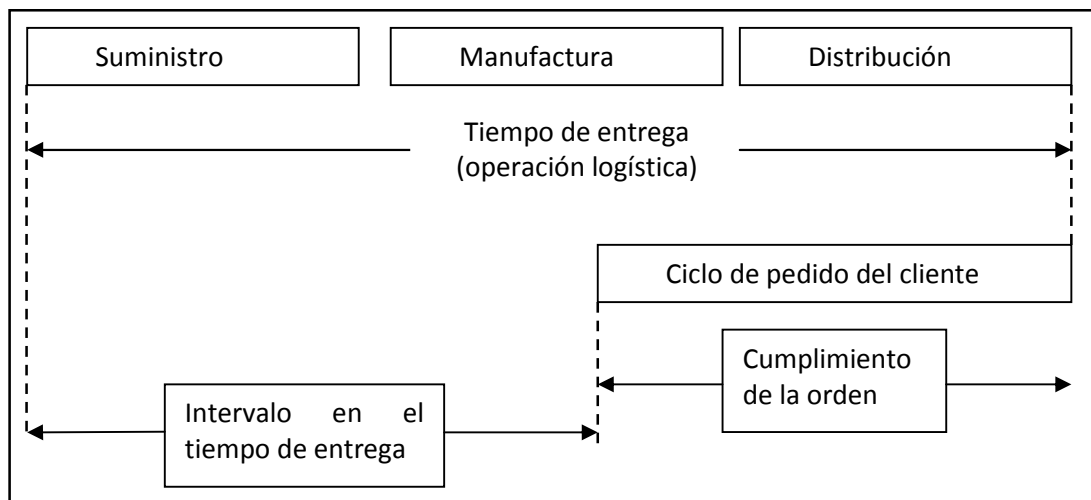 Suministro
Manufactura
Distribución
Tiempo de entrega
(operación logística)
Ciclo de pedido del cliente
Cumplimiento
de la orden
Intervalo en el
tiempo de entrega